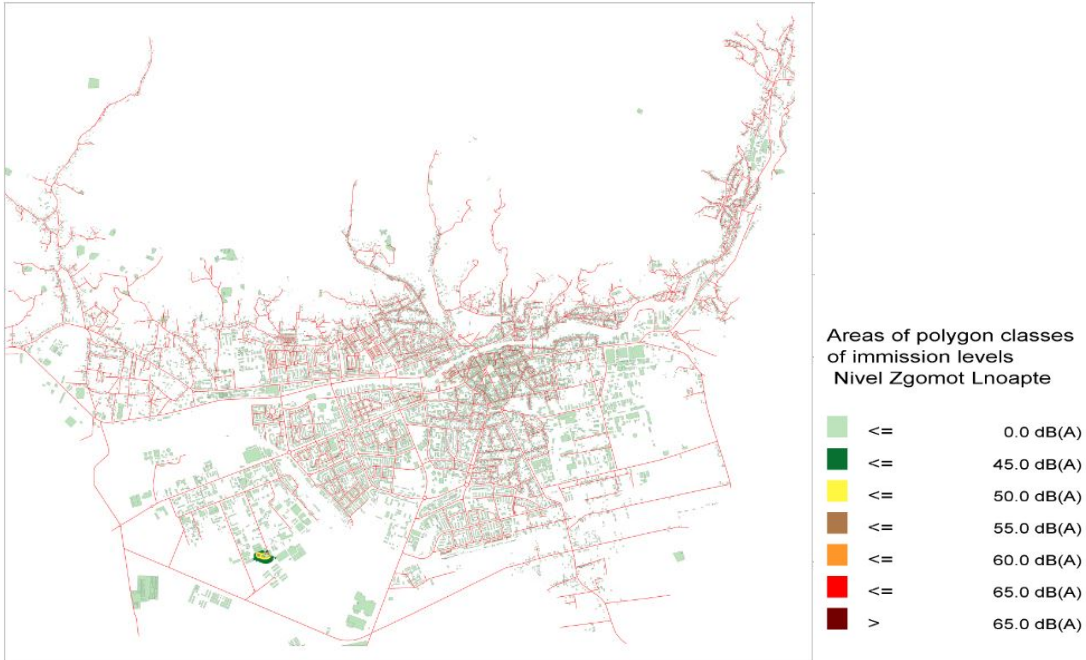 Areas of polygon classes
of immission levels
Nivel Zgomot Lnoapte
<= 0.0 dB(A)
<= 45.0 dB(A)
<= 50.0 dB(A)
<= 55.0 dB(A)
<= 60.0 dB(A)
<= 65.0 dB(A)
> 65.0 dB(A)